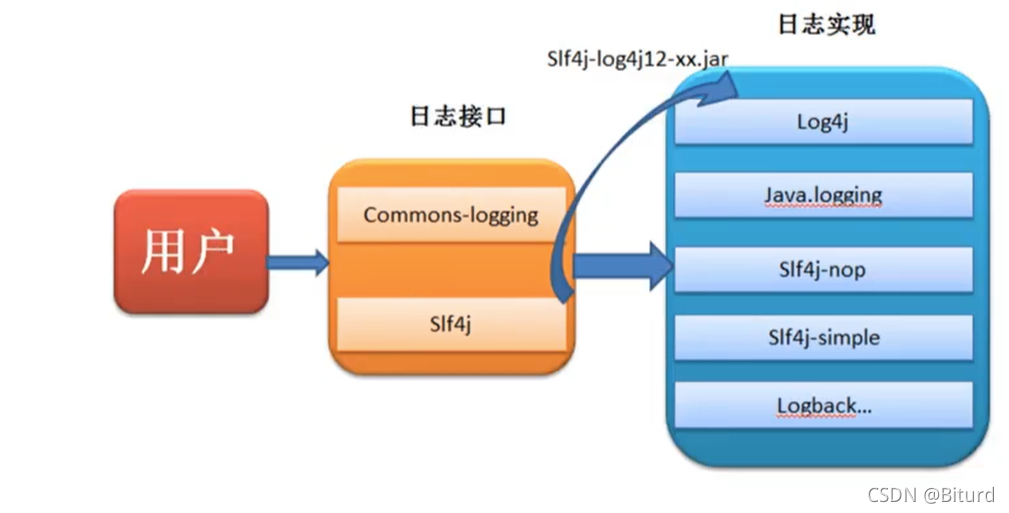 日志实现
Slf4j-log4j12-xx.jar
日志接口
Log4j
Java.logging
Commons-logging
用户
Slf4j-nop
Slf4j
Slf4j-simple
Logback...
CSDN @Biturd